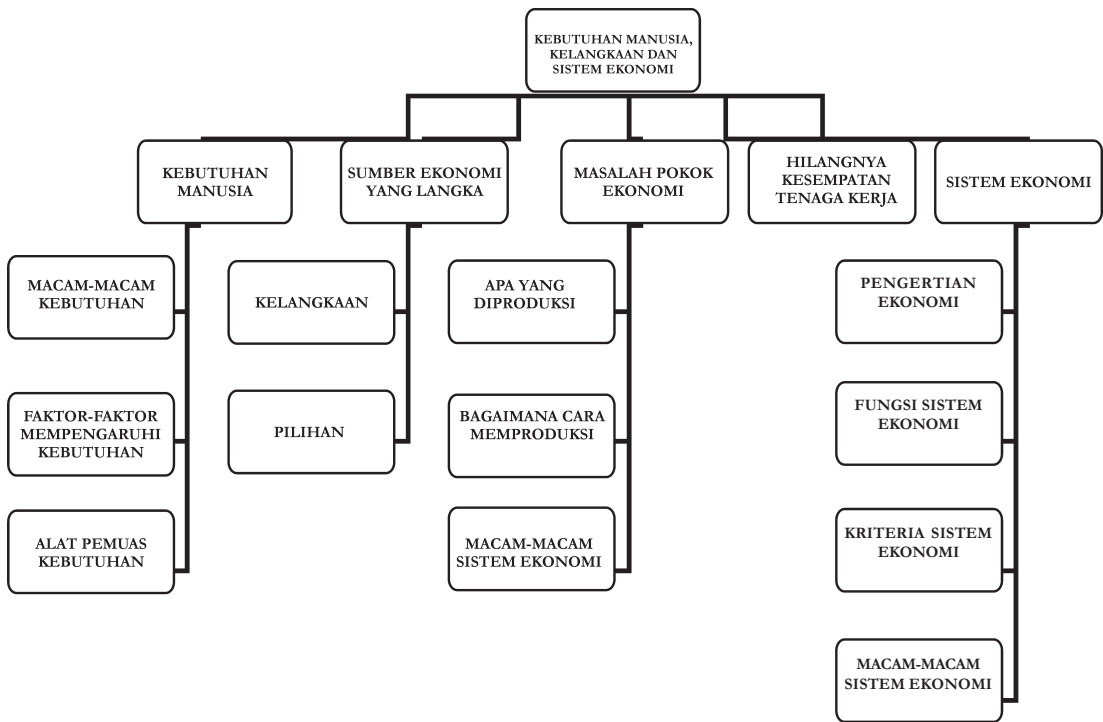 KEBUTUHAN MANUSIA,
KELANGKAAN DAN
SISTEM EKONOMI
KEBUTUHAN
MANUSIA
SUMBER EKONOMI
YANG LANGKA
MASALAH POKOK
EKONOMI
HILANGNYA
KESEMPATAN
TENAGA KERJA
SISTEM EKONOMI
MACAM-MACAM
KEBUTUHAN
FAKTOR-FAKTOR
MEMPENGARUHI
KEBUTUHAN
ALAT PEMUAS
KEBUTUHAN
KELANGKAAN
PILIHAN
APA YANG
DIPRODUKSI
BAGAIMANA CARA
MEMPRODUKSI
MACAM-MACAM
SISTEM EKONOMI
PENGERTIAN
EKONOMI
FUNGSI SISTEM
EKONOMI
KRITERIA SISTEM
EKONOMI
MACAM-MACAM
SISTEM EKONOMI